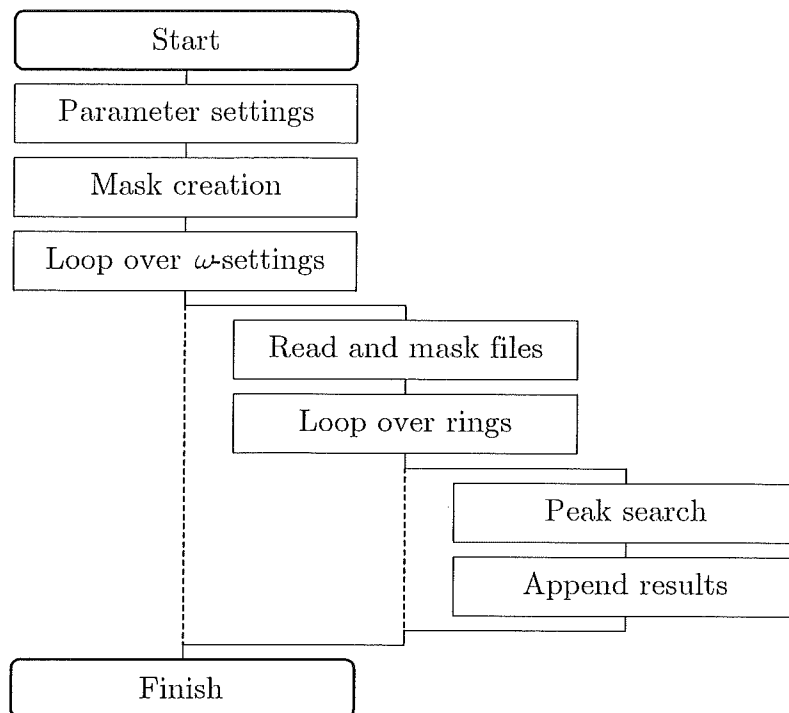 Start
Parameter settings
Mask creation
Loop over ω-settings
Read and mask files
Loop over rings
Peak search
Append results
Finish